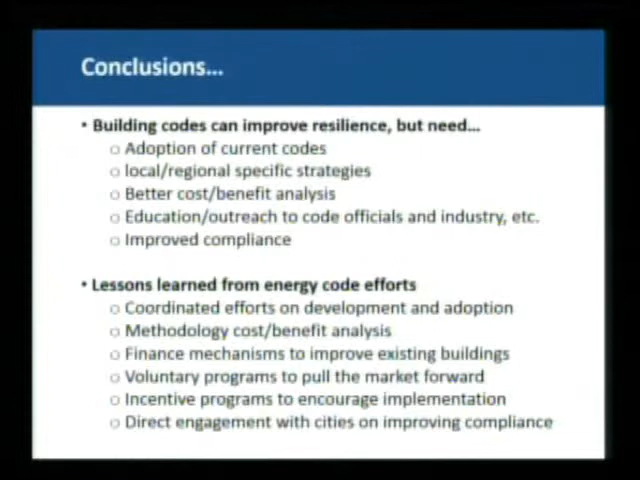 Conclusions...
• Building codes can improve resilience, but need...
o Adoption of current codes
o local/regional specific strategies
o Better cost/benefit analysis
o Education/outreach to code officials and industry, etc.
o Improved compliance
• Lessons learned from energy code efforts
o Coordinated efforts on development and adoption
o Methodology cost/benefit analysis
o Finance mechanisms to improve existing buildings
o Voluntary programs to pull the market forward
o Incentive programs to encourage implementation
o Direct engagement with cities on improving compliance